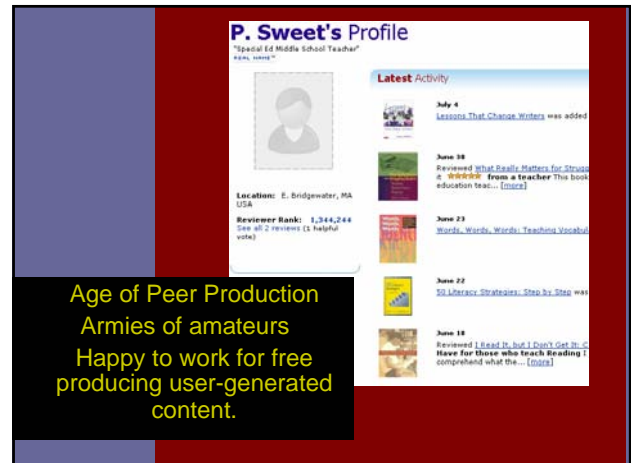 P. Sweet's Profile
"Special Ed Middle School Teacher"
REAL NAME™
Latest Activity
July 4
Lessons That Change Writers was added
June 30
Reviewed What Really Matters for Strugg
it from a teacher This book
education teac... [more]
Location: E. Bridgewater, MA
USA
Reviewer Rank: 1,344,244
See all 2 reviews (1 helpful
vote)
June 23
Words, Words, Words: Teaching Vocabul
June 22
50 Literacy Strategies: Step by Step was
June 18
Reviewed I Read It, but I Don't Get It: C
Have for those who teach Reading I
comprehend what the... [more]
Age of Peer Production
Armies of amateurs
Happy to work for free
producing user-generated
content.